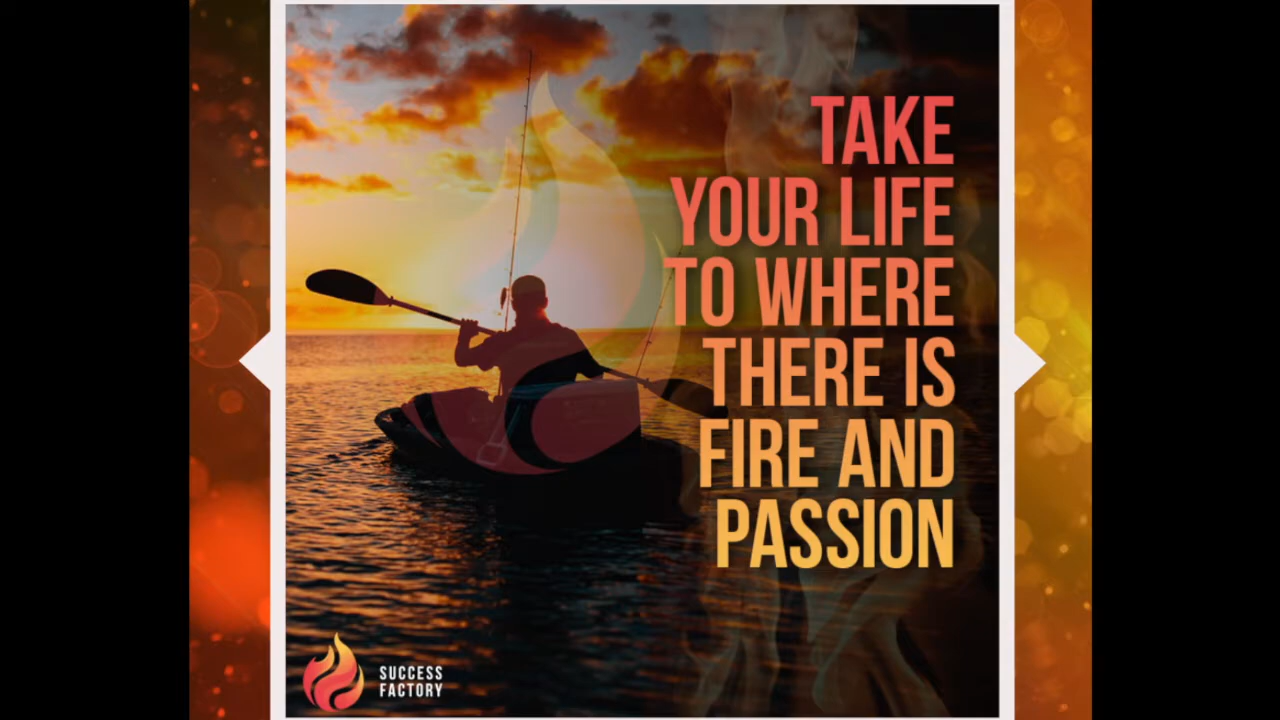 TAKE
YOUR LIFE
TO WHERE
THERE IS
FIRE AND
PASSION
SUCCESS
FACTORY